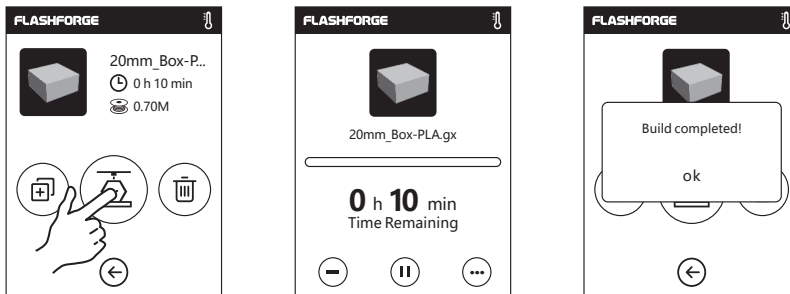 FLASHFORGE
20mm_Box-P...
0 h 10 min
0.70M
FLASHFORGE
20mm_Box-PLA.gx
0 h 10 min
Time Remaining
FLASHFORGE
Build completed!
ok